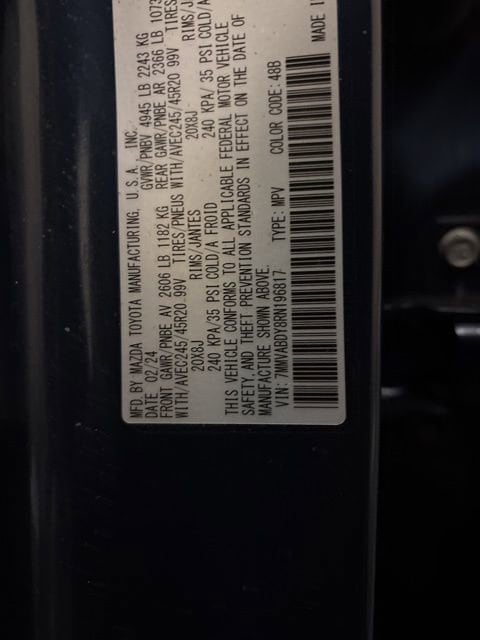 MFD. BY MAZDA TOYOTA MANUFACTURING, U.S.A. INC.
DATE 02/24 GVWR/PNBV 4945 LB 2243 KG
FRONT GAWR/PNBE AV 2606 LB 1182 KG REAR GAWR/PNBE AR 2366 LB 1073
WITH/AVEC245/45R20 99V TIRES/PNEUS WITH/AVEC245/45R20 99V TIRES
20X8J RIMS/JANTES 20X8J RIMS/JA
240 KPA/35 PSI COLD/A FROID 240 KPA/ 35 PSI COLD/A
THIS VEHICLE CONFORMS TO ALL APPLICABLE FEDERAL MOTOR VEHICLE
SAFETY AND THEFT PREVENTION STANDARDS IN EFFECT ON THE DATE OF
MANUFACTURE SHOWN ABOVE.
VIN: 7MMVABDY8RN196817 TYPE: MPV COLOR CODE: 48B MADE